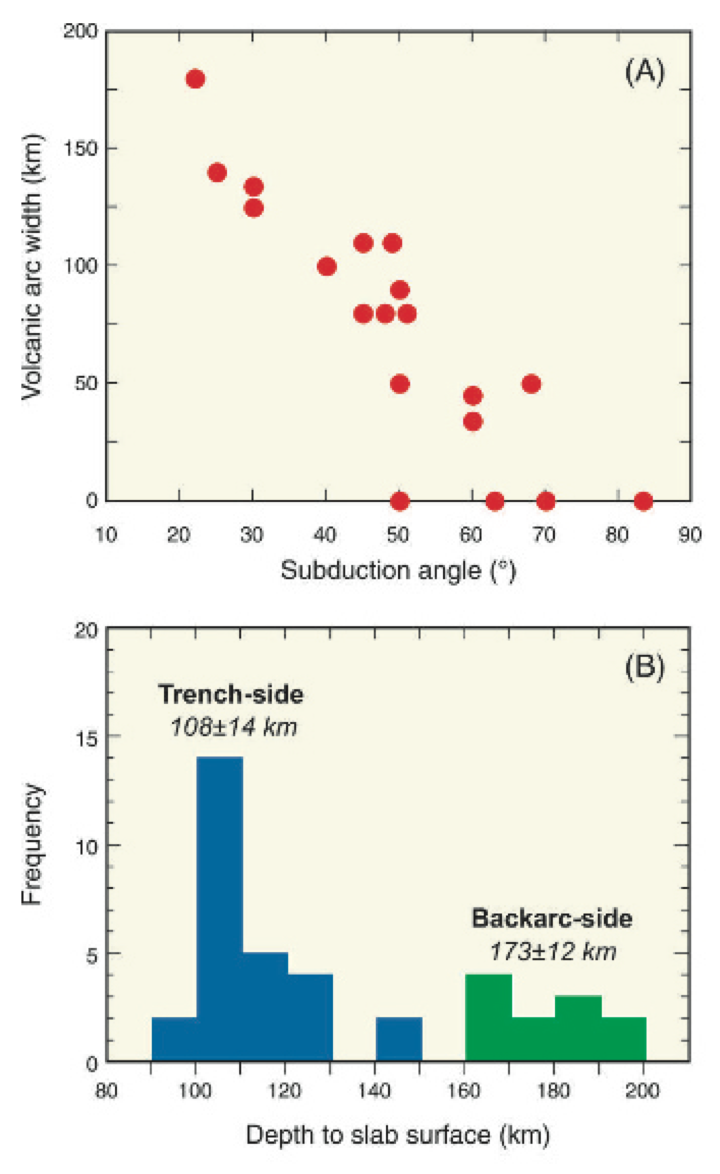 200
(A)
150
100
50
0
Volcanic arc width (km)
10 20 30 40 50 60 70 80 90
Subduction angle (°)
20
(B)
Trench-side
108±14 km
15
10
Backarc-side
173±12 km
5
0
Frequency
80 100 120 140 160 180 200
Depth to slab surface (km)